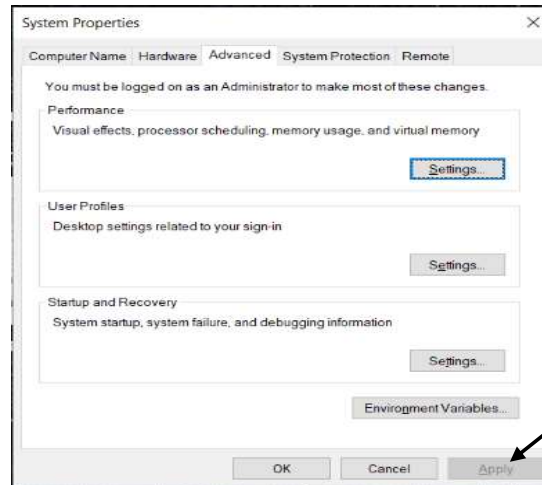 System Properties
Computer Name Hardware Advanced System Protection Remote
You must be logged on as an Administrator to make most of these changes.
Performance
Visual effects, processor scheduling, memory usage, and virtual memory
Settings...
User Profiles
Desktop settings related to your sign-in
Settings...
Startup and Recovery
System startup, system failure, and debugging information
Settings...
Environment Variables...
OK Cancel Apply